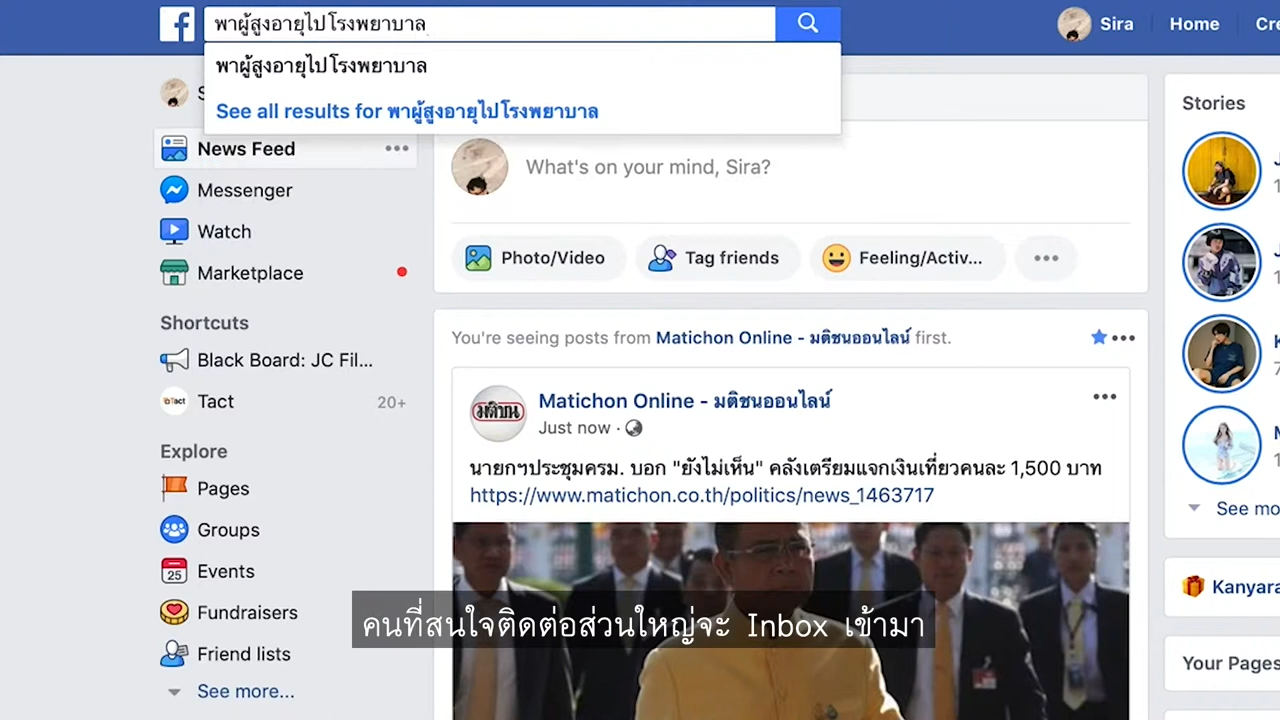 พาผู้สูงอายุไปโรงพยาบาล
Sira
Home
พาผู้สูงอายุไปโรงพยาบาล
See all results for พาผู้สูงอายุไปโรงพยาบาล
News Feed
Messenger
Watch
Marketplace
Shortcuts
Black Board: JC Fil...
Tact
20+
Explore
Pages
Groups
25
Events
Fundraisers
Friend lists
See more...
What's on your mind, Sira?
Photo/Video
Tag friends
Feeling/Activ...
You're seeing posts from Matichon Online - มติชนออนไลน์ first.
มติชน
Matichon Online - มติชนออนไลน์
Just now
นายกฯประชุมครม. บอก "ยังไม่เห็น" คลังเตรียมแจกเงินเที่ยวคนละ 1,500 บาท
https://www.matichon.co.th/politics/news_1463717
คนที่สนใจติดต่อส่วนใหญ่จะ Inbox เข้ามา
Stories
See mo
Kanyara
Your Pages